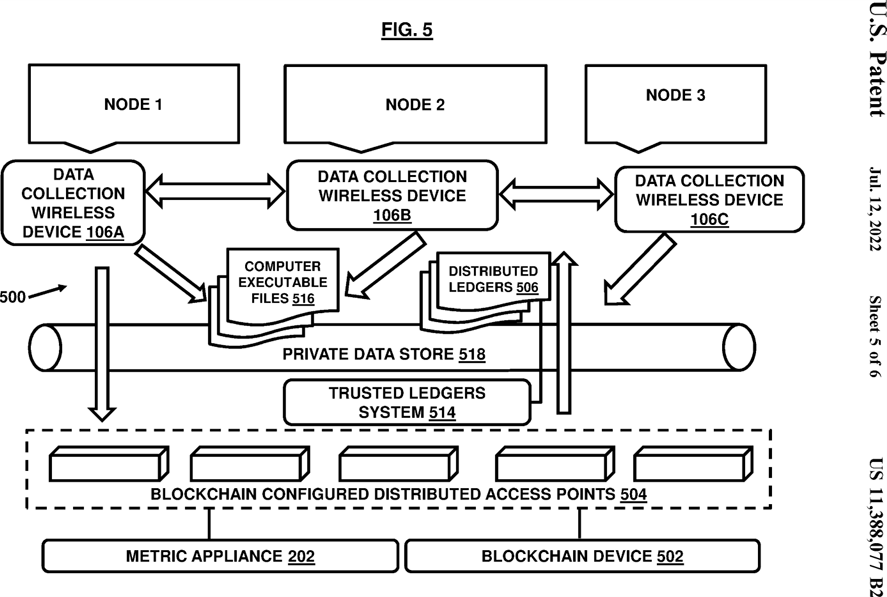 FIG. 5
NODE 1
NODE 2
NODE 3
DATA
COLLECTION
WIRELESS
DEVICE 106A
DATA COLLECTION
WIRELESS DEVICE
106B
DATA COLLECTION
WIRELESS DEVICE
106C
COMPUTER
EXECUTABLE
FILES 516
DISTRIBUTED
LEDGERS 506
500
PRIVATE DATA STORE 518
TRUSTED LEDGERS
SYSTEM 514
BLOCKCHAIN CONFIGURED DISTRIBUTED ACCESS POINTS 504
METRIC APPLIANCE 202
BLOCKCHAIN DEVICE 502
U.S. Patent
Jul. 12, 2022
Sheet 5 of 6
US 11,388,077 B2